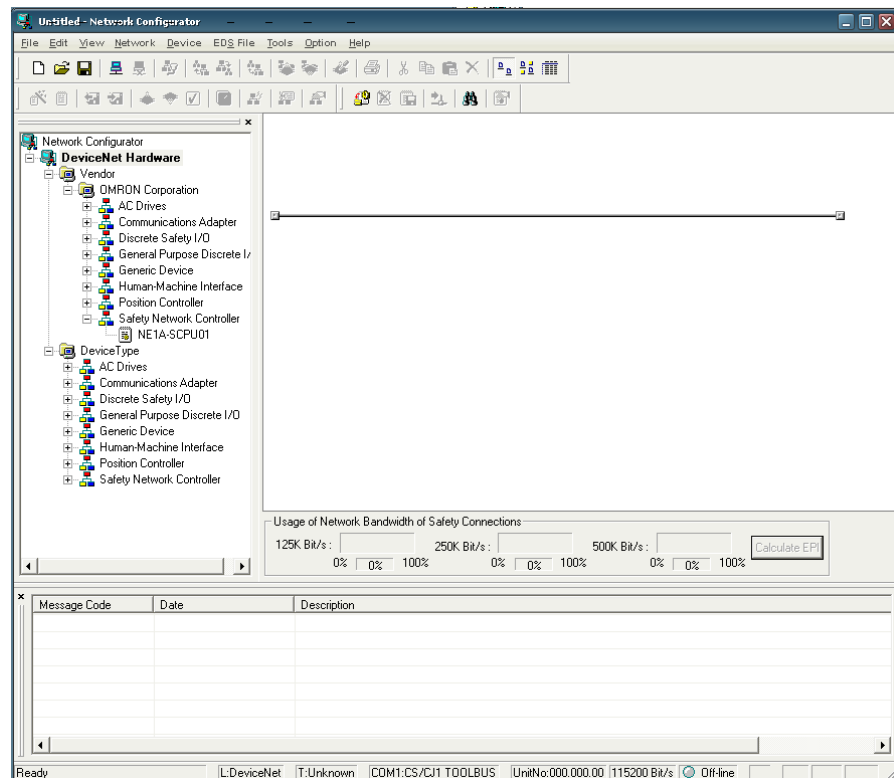 Untitled - Network Configurator
File Edit View Network Device EDS File Tools Option Help
Network Configurator
DeviceNet Hardware
Vendor
OMRON Corporation
AC Drives
Communications Adapter
Discrete Safety I/O
General Purpose Discrete I/
Generic Device
Human-Machine Interface
Position Controller
Safety Network Controller
NE1A-SCPU01
DeviceType
AC Drives
Communications Adapter
Discrete Safety I/O
General Purpose Discrete I/O
Generic Device
Human-Machine Interface
Position Controller
Safety Network Controller
Usage of Network Bandwidth of Safety Connections
125K Bit/s : 250K Bit/s : 500K Bit/s : Calculate EPI
0% 0% 100% 0% 0% 100% 0% 0% 100%
Message Code Date Description
Ready L:DeviceNet T:Unknown COM1:CS/CJ1 TOOLBUS UnitNo:000.000.00 115200 Bit/s Off-line